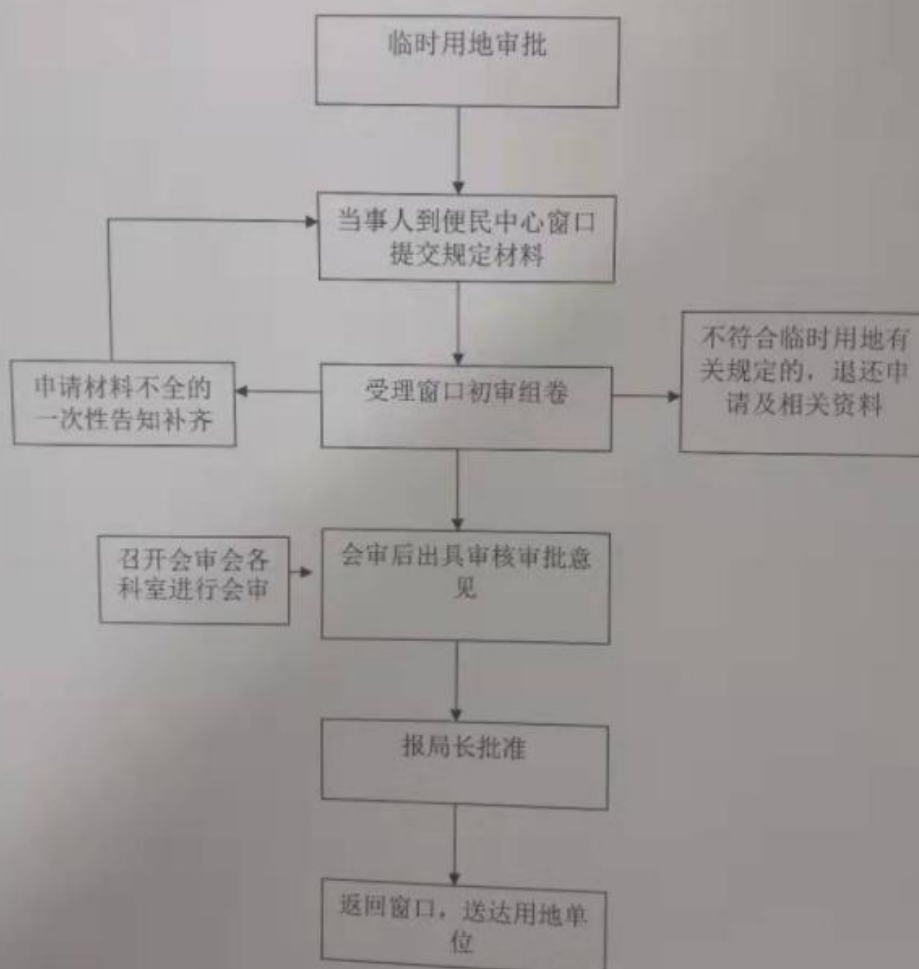 临时用地审批
当事人到便民中心窗口
提交规定材料
不符合临时用地有
关规定的，退还申
请及相关资料
申请材料不全的
一次性告知补齐
受理窗口初审组卷
召开会审会各
科室进行会审
会审后出具审核审批意
见
报局长批准
返回窗口，送达用地单
位